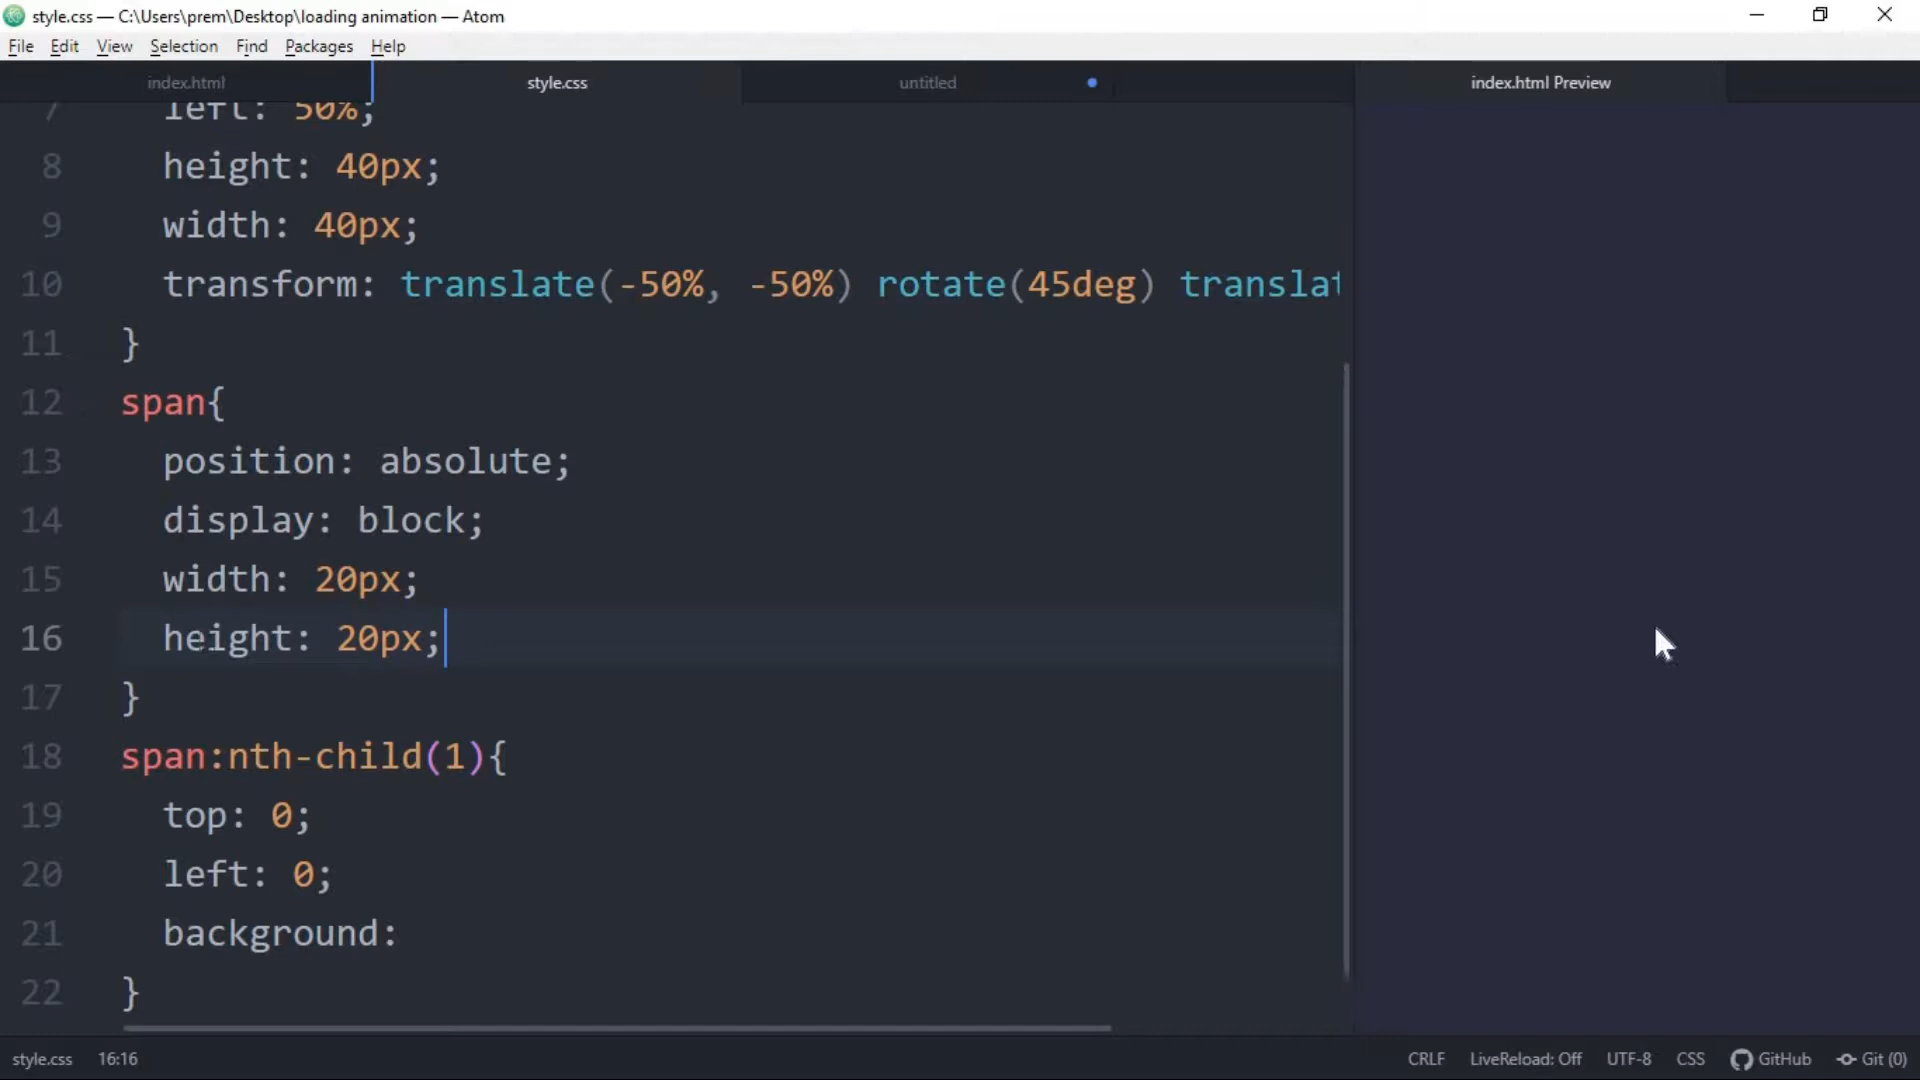 style.css — C:\Users\prem\Desktop\loading animation — Atom
File Edit View Selection Find Packages Help
index.html style.css untitled index.html Preview
7 left: 50%;
8 height: 40px;
9 width: 40px;
10 transform: translate(-50%, -50%) rotate(45deg) translat
11 }
12 span{
13 position: absolute;
14 display: block;
15 width: 20px;
16 height: 20px;
17 }
18 span:nth-child(1){
19 top: 0;
20 left: 0;
21 background:
22 }
style.css 16:16 CRLF LiveReload: Off UTF-8 CSS GitHub Git (0)